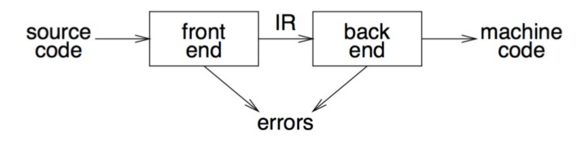 source
code
front
end
IR
back
end
machine
code
errors